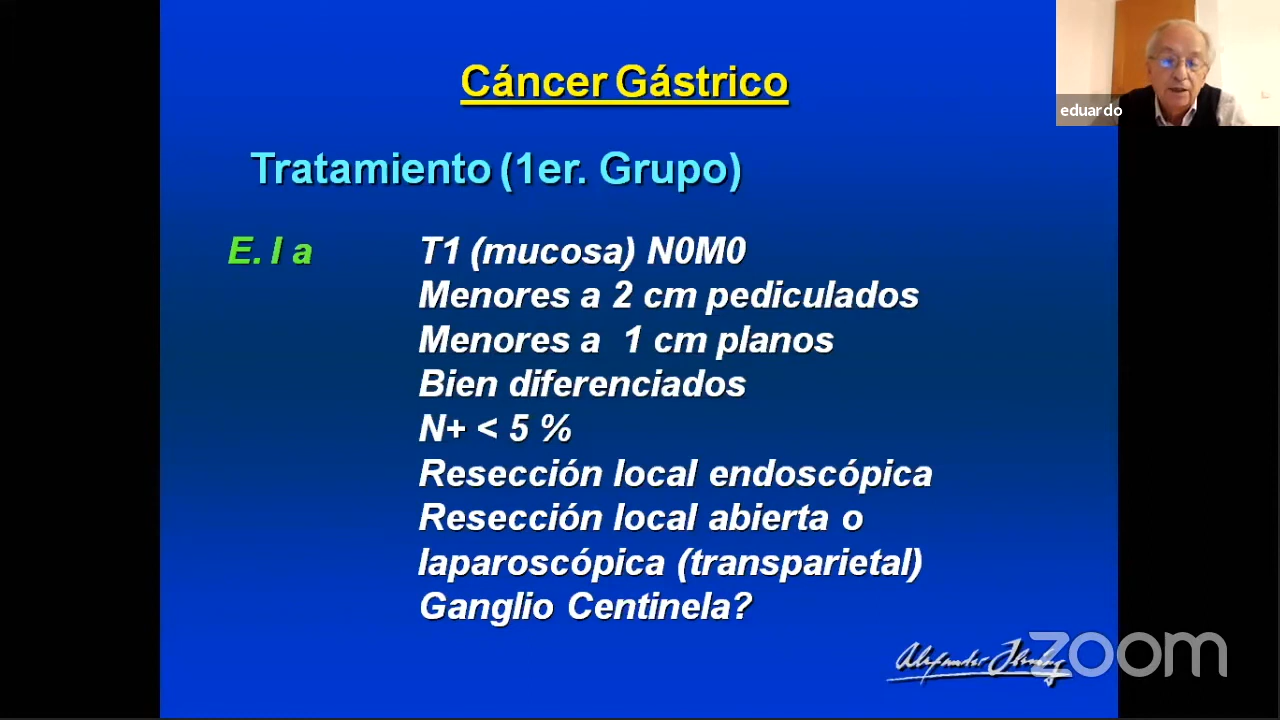 Cáncer Gástrico
eduardo
Tratamiento (1er. Grupo)
E. I a T1 (mucosa) N0M0
Menores a 2 cm pediculados
Menores a 1 cm planos
Bien diferenciados
N+ < 5 %
Resección local endoscópica
Resección local abierta o
laparoscópica (transparietal)
Ganglio Centinela?
zoom